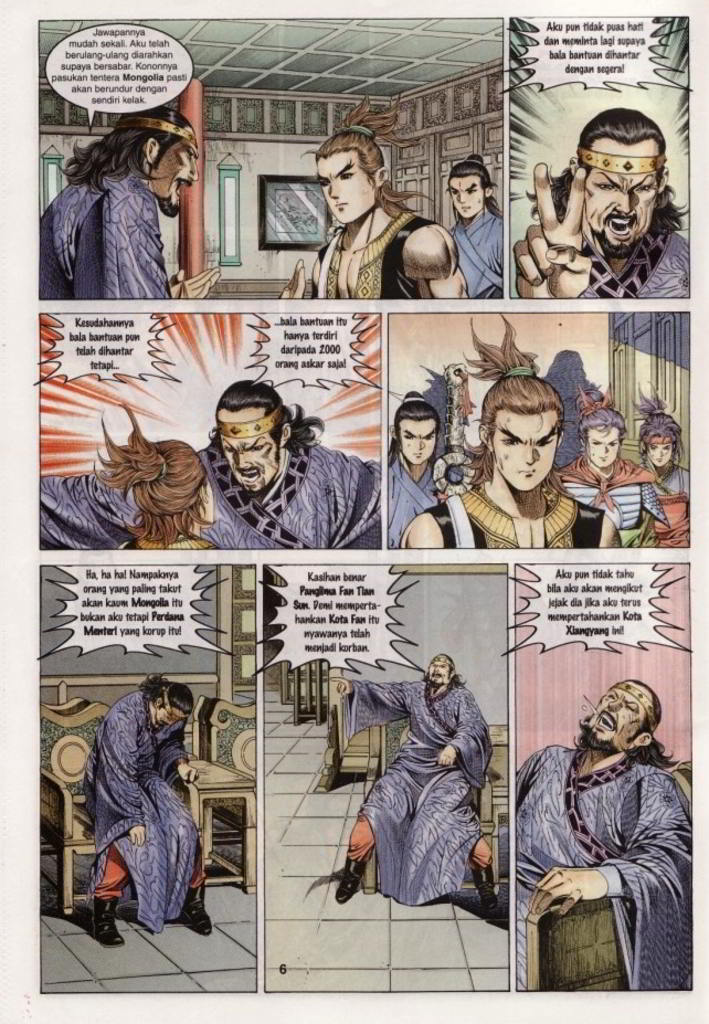 Jawapannya
mudah sekali. Aku telah
berulang-ulang diarahkan
supaya bersabar. Kononnya
pasukan tentera Mongolia pasti
akan berundur dengan
sendiri kelak.
Aku pun tidak puas hati
dan meminta lagi supaya
bala bantuan dihantar
dengan segera!
Kesudahannya
bala bantuan pun
telah dihantar
tetapi...
...bala bantuan itu
hanya terdiri
daripada 2000
orang askar saja!
Ha, ha, ha! Nampaknya
orang yang paling takut
akan kaum Mongolia itu
bukan aku tetapi Perdana
Menteri yang korup itu!
Kasihan benar
Panglima Fan Tian
Sun. Demi memperta-
hankan Kota Fan itu
nyawanya telah
menjadi korban.
Aku pun tidak tahu
bila aku akan mengikut
jejak dia jika aku terus
mempertahankan Kota
Xiangyang ini!
6